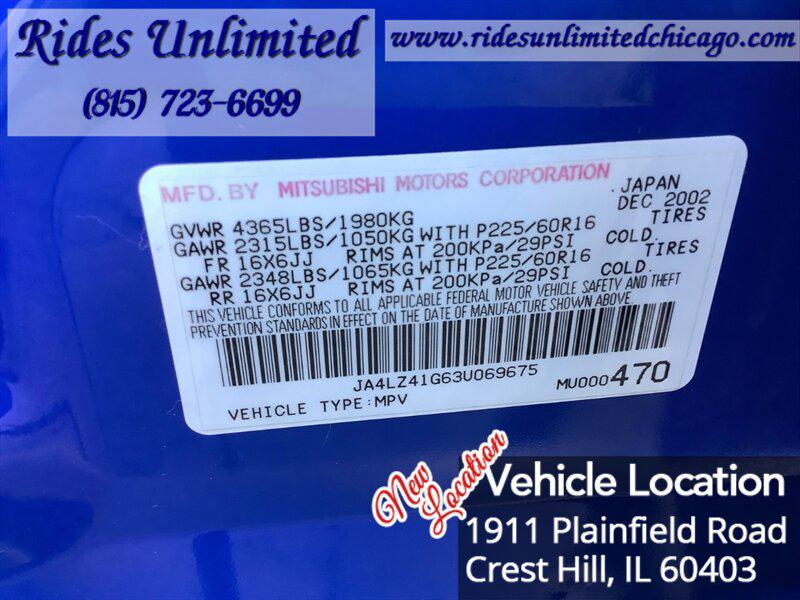 Rides Unlimited
(815) 723-6699
www.ridesunlimitedchicago.com
MFD. BY MITSUBISHI MOTORS CORPORATION JAPAN
DEC 2002
GVWR 4365LBS/1980KG
GAWR 2315LBS/1050KG WITH P225/60R16 TIRES
FR 16X6JJ RIMS AT 200KPa/29PSI COLD.
GAWR 2348LBS/1065KG WITH P225/60R16 TIRES
RR 16X6JJ RIMS AT 200KPa/29PSI COLD.
THIS VEHICLE CONFORMS TO ALL APPLICABLE FEDERAL MOTOR VEHICLE SAFETY AND THEFT
PREVENTION STANDARDS IN EFFECT ON THE DATE OF MANUFACTURE SHOWN ABOVE.
JA4LZ41G63U069675
VEHICLE TYPE:MPV MU000470
New
Location
Vehicle Location
1911 Plainfield Road
Crest Hill, IL 60403